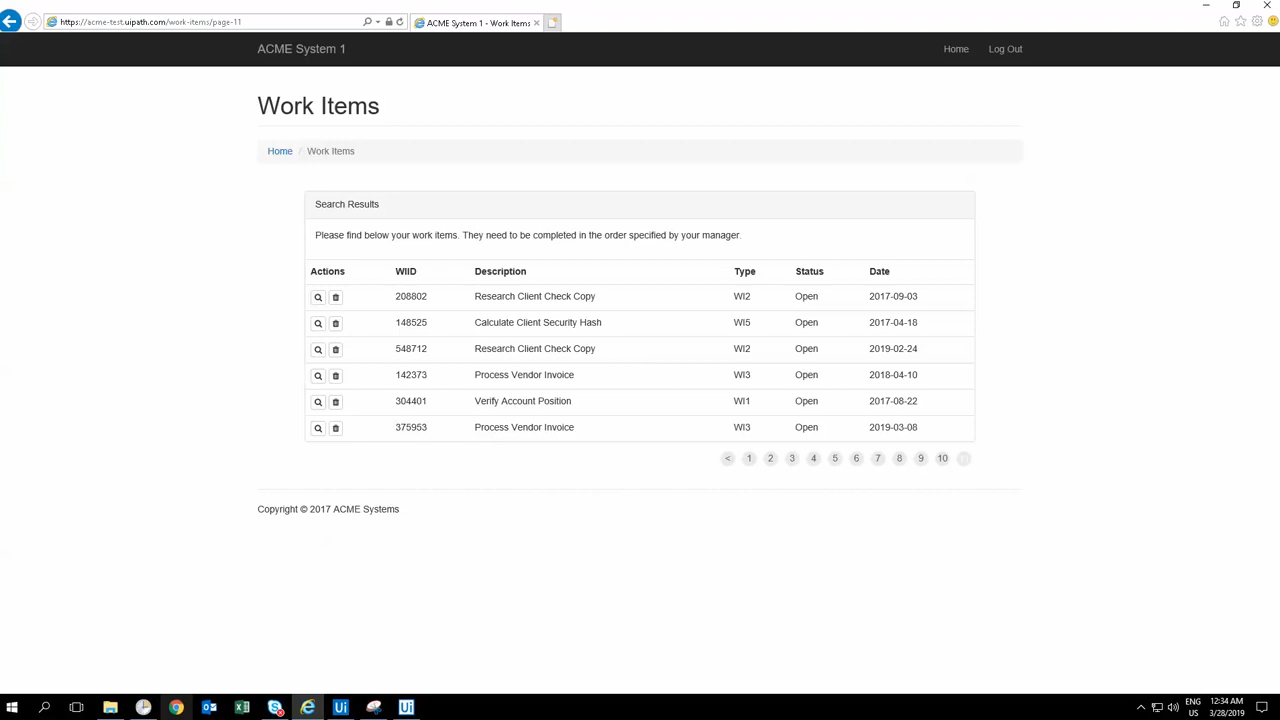 https://acme-test.uipath.com/work-items/page-11
ACME System 1 - Work Items
ACME System 1
Home
Log Out
Work Items
Home / Work Items
Search Results
Please find below your work items. They need to be completed in the order specified by your manager.
Actions WIID Description Type Status Date
208802 Research Client Check Copy WI2 Open 2017-09-03
148525 Calculate Client Security Hash WI5 Open 2017-04-18
548712 Research Client Check Copy WI2 Open 2019-02-24
142373 Process Vendor Invoice WI3 Open 2018-04-10
304401 Verify Account Position WI1 Open 2017-08-22
375953 Process Vendor Invoice WI3 Open 2019-03-08
< 1 2 3 4 5 6 7 8 9 10
Copyright © 2017 ACME Systems
Ui
Ui
ENG
US
12:34 AM
3/28/2019